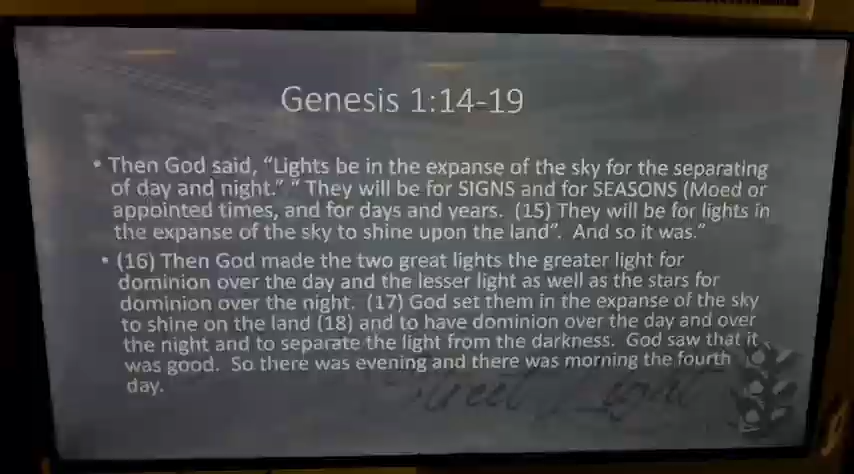 Genesis 1:14-19
• Then God said, “Lights be in the expanse of the sky for the separating
of day and night.” “ They will be for SIGNS and for SEASONS (Moed or
appointed times, and for days and years. (15) They will be for lights in
the expanse of the sky to shine upon the land”. And so it was.”
• (16) Then God made the two great lights the greater light for
dominion over the day and the lesser light as well as the stars for
dominion over the night. (17) God set them in the expanse of the sky
to shine on the land (18) and to have dominion over the day and over
the night and to separate the light from the darkness. God saw that it
was good. So there was evening and there was morning the fourth
day.
Light